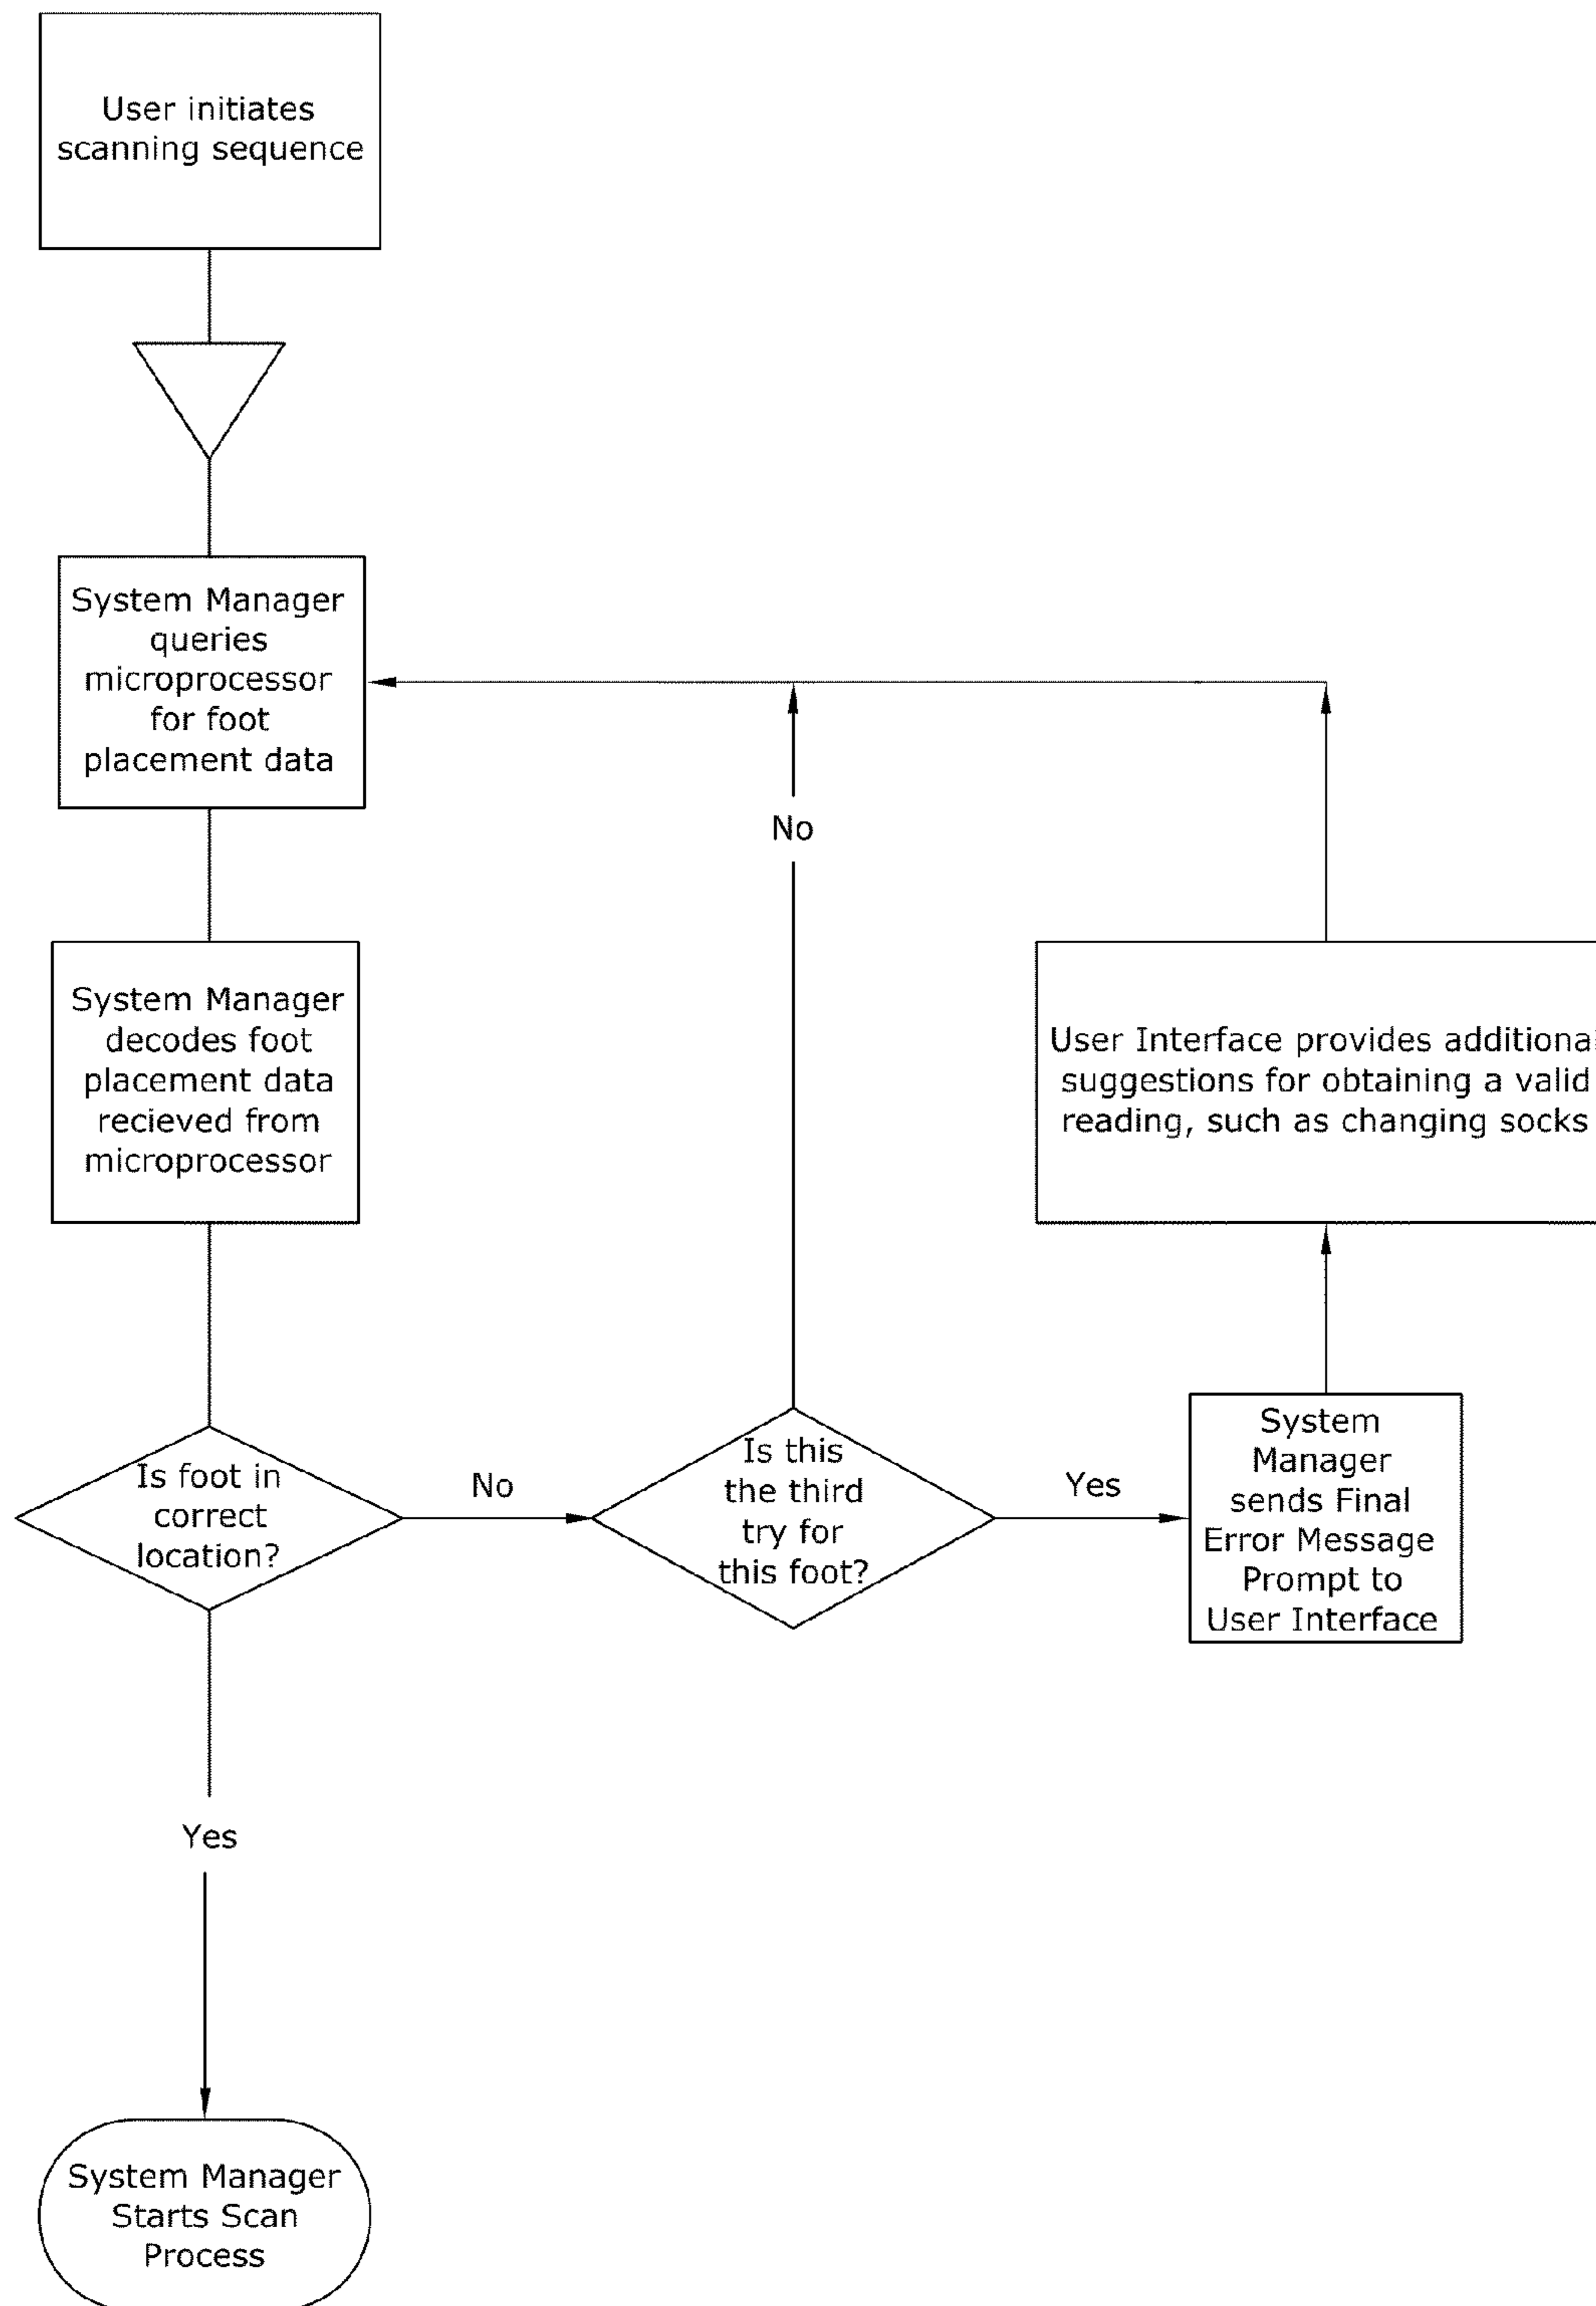 User initiates
scanning sequence
System Manager
queries
microprocessor
for foot
placement data
No
System Manager
decodes foot
placement data
recieved from
microprocessor
User Interface provides additional
suggestions for obtaining a valid
reading, such as changing socks
Is foot in
correct
location?
No
Is this
the third
try for
this foot?
Yes
System
Manager
sends Final
Error Message
Prompt to
User Interface
Yes
System Manager
Starts Scan
Process